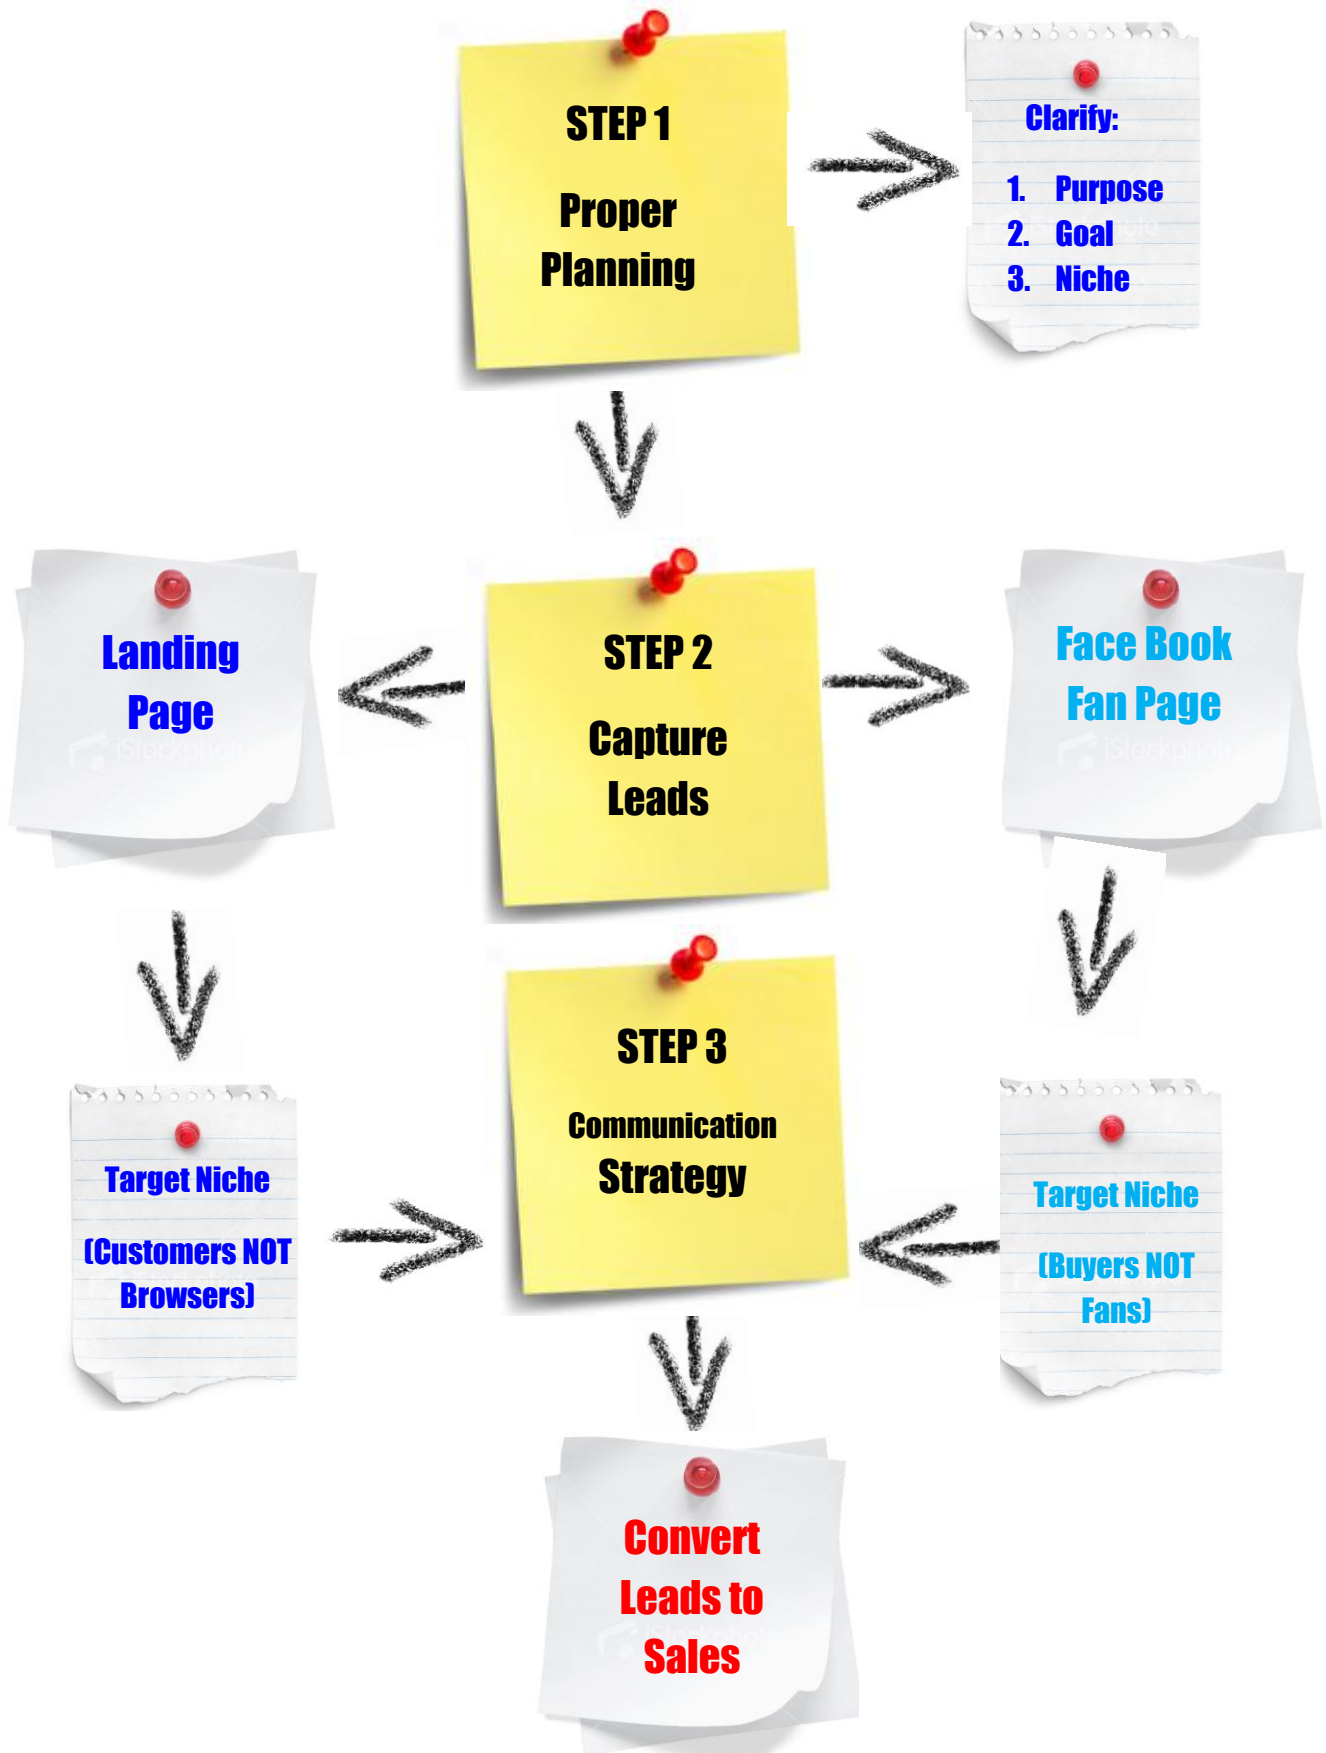 STEP 1
Proper
Planning
Clarify:
1. Purpose
2. Goal
3. Niche
Landing
Page
iStockphoto
STEP 2
Capture
Leads
Face Book
Fan Page
iStockphoto
STEP 3
Communication
Strategy
Target Niche
(Customers NOT
Browsers)
Target Niche
(Buyers NOT
Fans)
Convert
Leads to
Sales